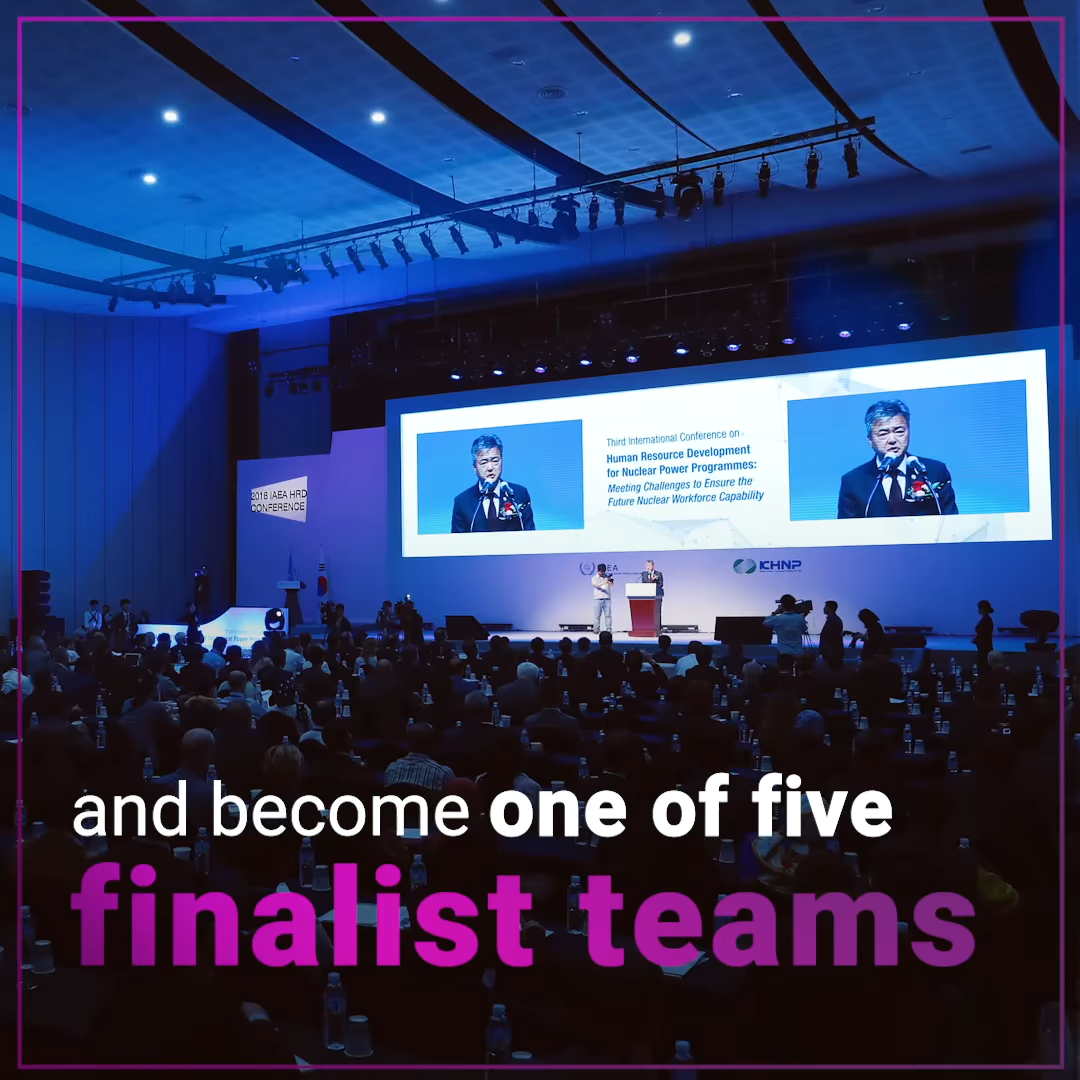 Third International Conference on
Human Resource Development
for Nuclear Power Programmes:
Meeting Challenges to Ensure the
Future Nuclear Workforce Capability
2018 IAEA HRD
CONFERENCE
IAEA
KHNP
and become one of five
finalist teams